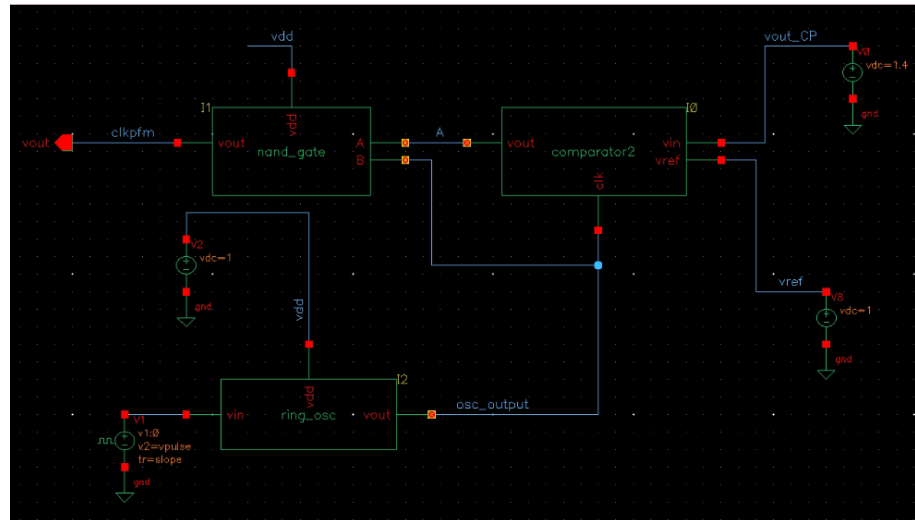 vdd
vout_CP
V0
vdc=1.4
gnd
I1
I0
vout
clkpfm
vout
vdd
nand_gate
A
B
A
vout
comparator2
clk
vin
vref
V2
vdc=1
gnd
vdd
vref
V8
vdc=1
gnd
I2
vdd
vin
ring_osc
vout
osc_output
V1
v1:0
v2=vpulse
tr=slope
gnd